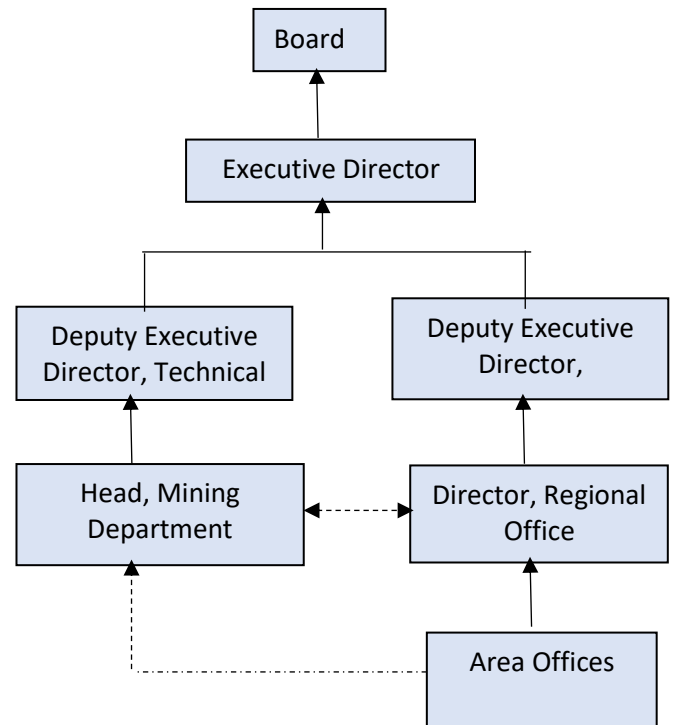 Board
Executive Director
Deputy Executive
Director, Technical
Deputy Executive
Director,
Head, Mining
Department
Director, Regional
Office
Area Offices